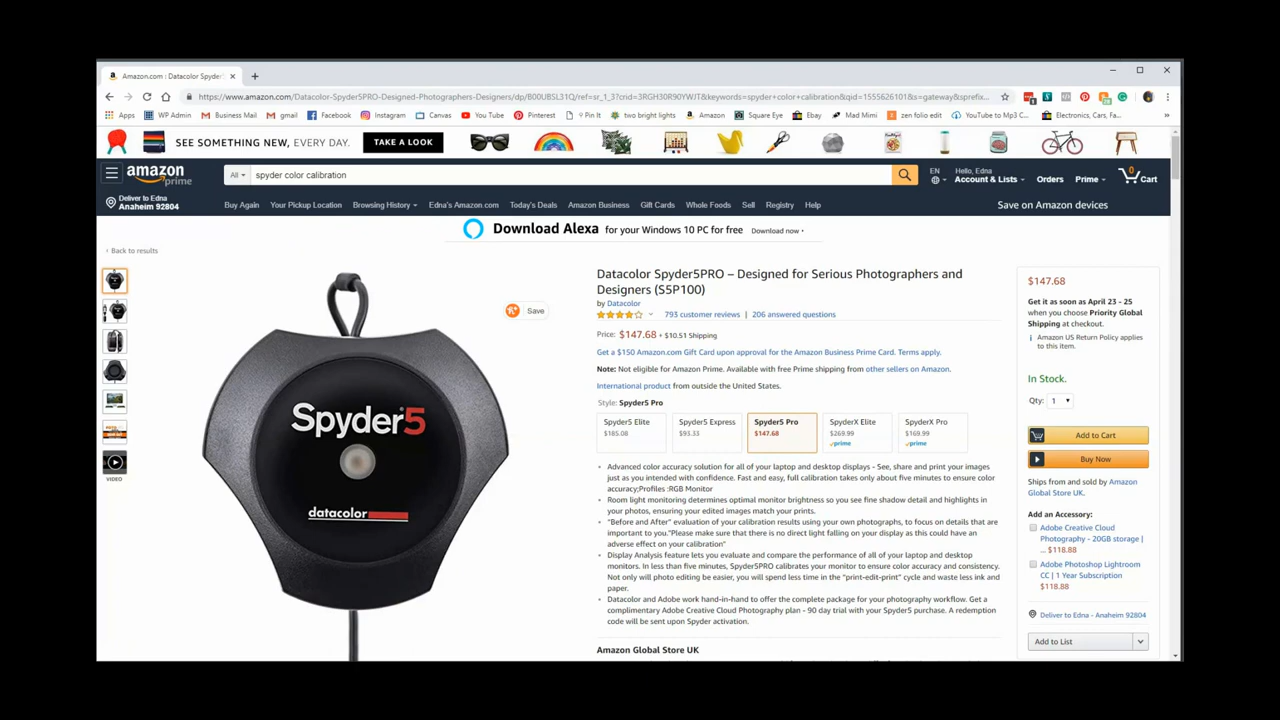 Amazon.com : Datacolor Spyder5
https://www.amazon.com/Datacolor-Spyder5PRO-Designed-Photographers-Designers/dp/B00UBSL31Q/ref=sr_1_3?crid=3RGH30R90YWJT&keywords=spyder+color+calibration&qid=1555626101&s=gateway&sprefix...
Apps WP Admin Business Mail gmail Facebook Instagram Canvas You Tube Pinterest 9 Pin It two bright lights Amazon Square Eye Ebay Mad Mimi zen folio edit YouTube to Mp3 C... Electronics, Cars, Fa...
SEE SOMETHING NEW, EVERY DAY. TAKE A LOOK
amazon prime
All spyder color calibration
EN
Hello, Edna
Account & Lists Orders Prime 0 Cart
Deliver to Edna
Anaheim 92804
Buy Again Your Pickup Location Browsing History Edna's Amazon.com Today's Deals Amazon Business Gift Cards Whole Foods Sell Registry Help Save on Amazon devices
Download Alexa for your Windows 10 PC for free Download now ›
‹ Back to results
Save
Spyder5
datacolor
VIDEO
Datacolor Spyder5PRO – Designed for Serious Photographers and
Designers (S5P100)
by Datacolor
793 customer reviews | 206 answered questions
Price: $147.68 + $10.51 Shipping
Get a $150 Amazon.com Gift Card upon approval for the Amazon Business Prime Card. Terms apply.
Note: Not eligible for Amazon Prime. Available with free Prime shipping from other sellers on Amazon.
International product from outside the United States.
Style: Spyder5 Pro
Spyder5 Elite $185.08
Spyder5 Express $93.33
Spyder5 Pro $147.68
SpyderX Elite $269.99 prime
SpyderX Pro $169.99 prime
• Advanced color accuracy solution for all of your laptop and desktop displays - See, share and print your images
just as you intended with confidence. Fast and easy, full calibration takes only about five minutes to ensure color
accuracy;Profiles :RGB Monitor
• Room light monitoring determines optimal monitor brightness so you see fine shadow detail and highlights in
your photos, ensuring your edited images match your prints.
• "Before and After" evaluation of your calibration results using your own photographs, to focus on details that are
important to you."Please make sure that there is no direct light falling on your display as this could have an
adverse effect on your calibration"
• Display Analysis feature lets you evaluate and compare the performance of all of your laptop and desktop
monitors. In less than five minutes, Spyder5PRO calibrates your monitor to ensure color accuracy and consistency.
Not only will photo editing be easier, you will spend less time in the "print-edit-print" cycle and waste less ink and
paper.
• Datacolor and Adobe work hand-in-hand to offer the complete package for your photography workflow. Get a
complimentary Adobe Creative Cloud Photography plan - 90 day trial with your Spyder5 purchase. A redemption
code will be sent upon Spyder activation.
Amazon Global Store UK
$147.68
Get it as soon as April 23 - 25
when you choose Priority Global
Shipping at checkout.
Amazon US Return Policy applies
to this item.
In Stock.
Qty: 1
Add to Cart
Buy Now
Ships from and sold by Amazon
Global Store UK.
Add an Accessory:
Adobe Creative Cloud
Photography - 20GB storage |
... $118.88
Adobe Photoshop Lightroom
CC | 1 Year Subscription
$118.88
Deliver to Edna - Anaheim 92804
Add to List